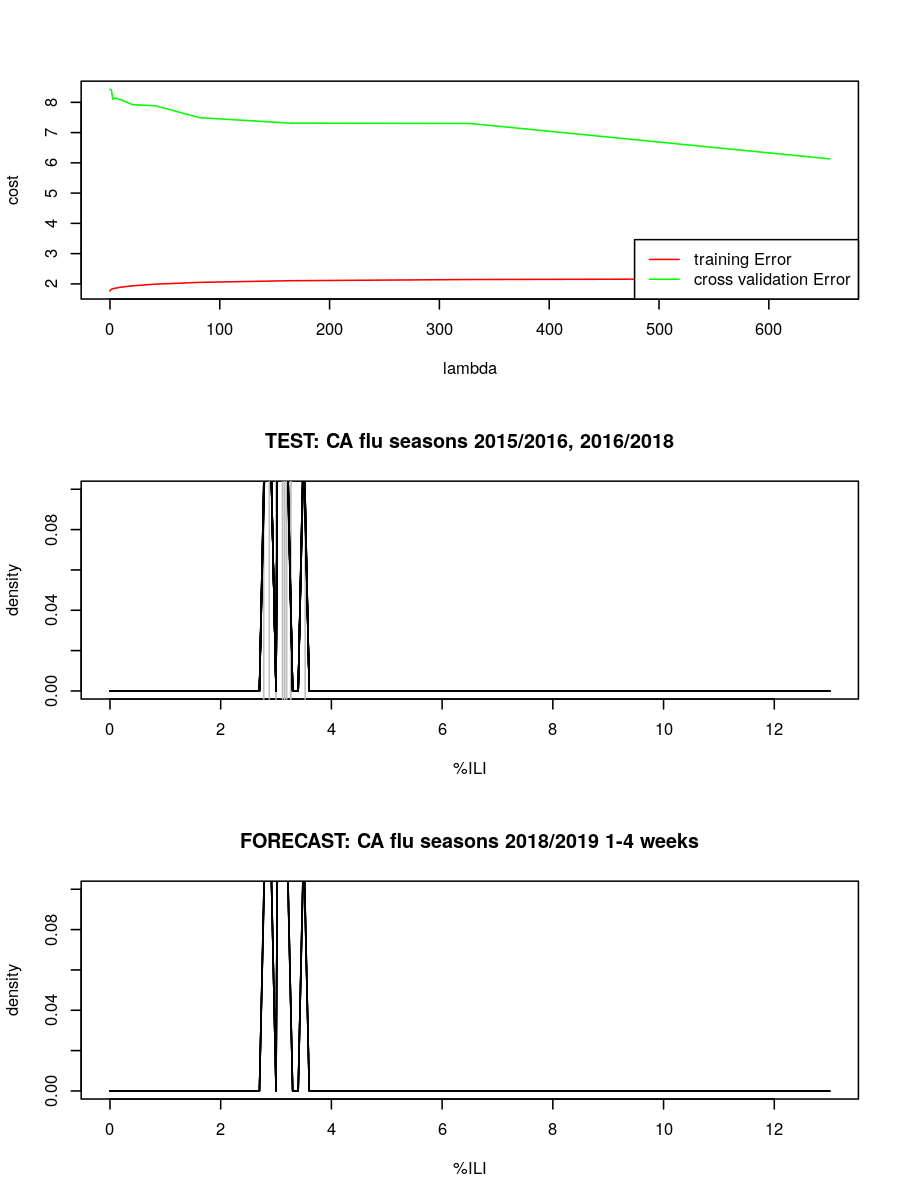 cost
8
7
6
5
4
3
2
training Error
cross validation Error
0 100 200 300 400 500 600
lambda
TEST: CA flu seasons 2015/2016, 2016/2018
density
0.08
0.04
0.00
0 2 4 6 8 10 12
%ILI
FORECAST: CA flu seasons 2018/2019 1-4 weeks
density
0.08
0.04
0.00
0 2 4 6 8 10 12
%ILI